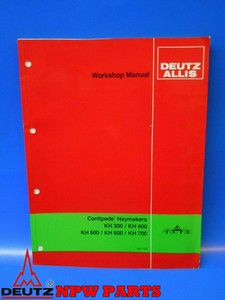 Workshop Manual
DEUTZ
ALLIS
Centipede' Haymakers
KH 300 / KH 400
KH 500 / KH 600 / KH 700
DEUTZ
NPW PARTS